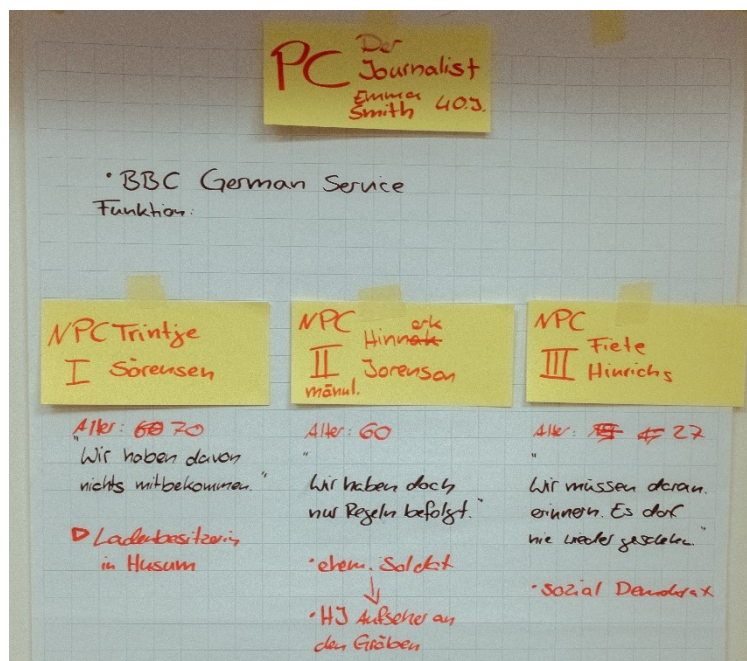 PC Der
Journalist
Emma
Smith 40.J.
• BBC German Service
Funktion:
NPC Trintje
I Sörensen
Alter: 60 70
"Wir haben davon
nichts mitbekommen."
▷ Ladenbesitzerin
in Husum
NPC Hinnak erk
II Jorenson
männl.
Alter: 60
"
Wir haben doch
nur Regeln befolgt."
• ehem. Soldat
↓
• HJ Aufseher an
den Gräben
NPC
III Fiete
Hinrichs
Alter: 27
"
Wir müssen daran
erinnern. Es darf
nie wieder geschehen."
• Sozial Demokrat